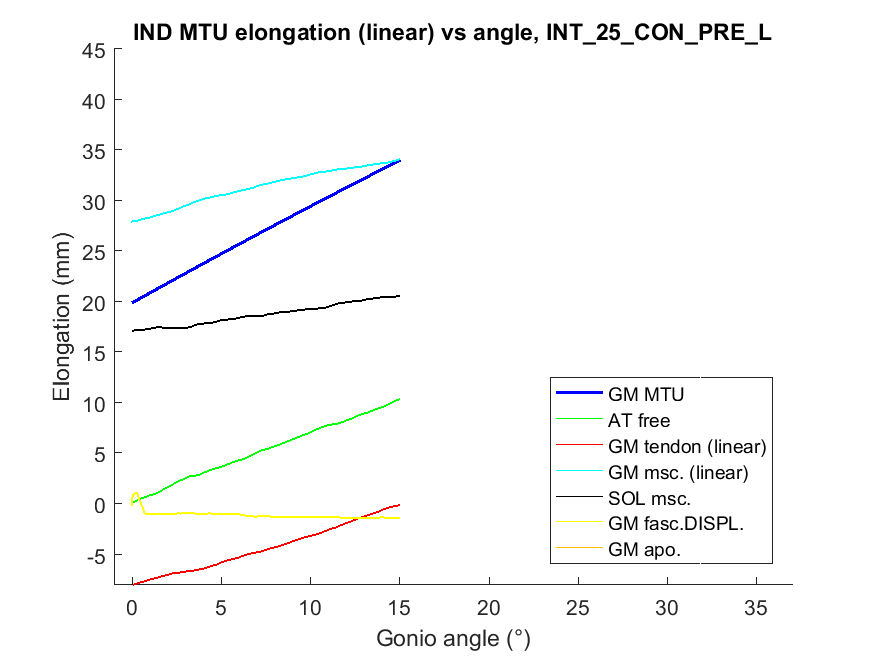 IND MTU elongation (linear) vs angle, INT_25_CON_PRE_L
45
40
35
30
25
20
15
10
5
0
-5
Elongation (mm)
0 5 10 15 20 25 30 35
Gonio angle (°)
GM MTU
AT free
GM tendon (linear)
GM msc. (linear)
SOL msc.
GM fasc.DISPL.
GM apo.